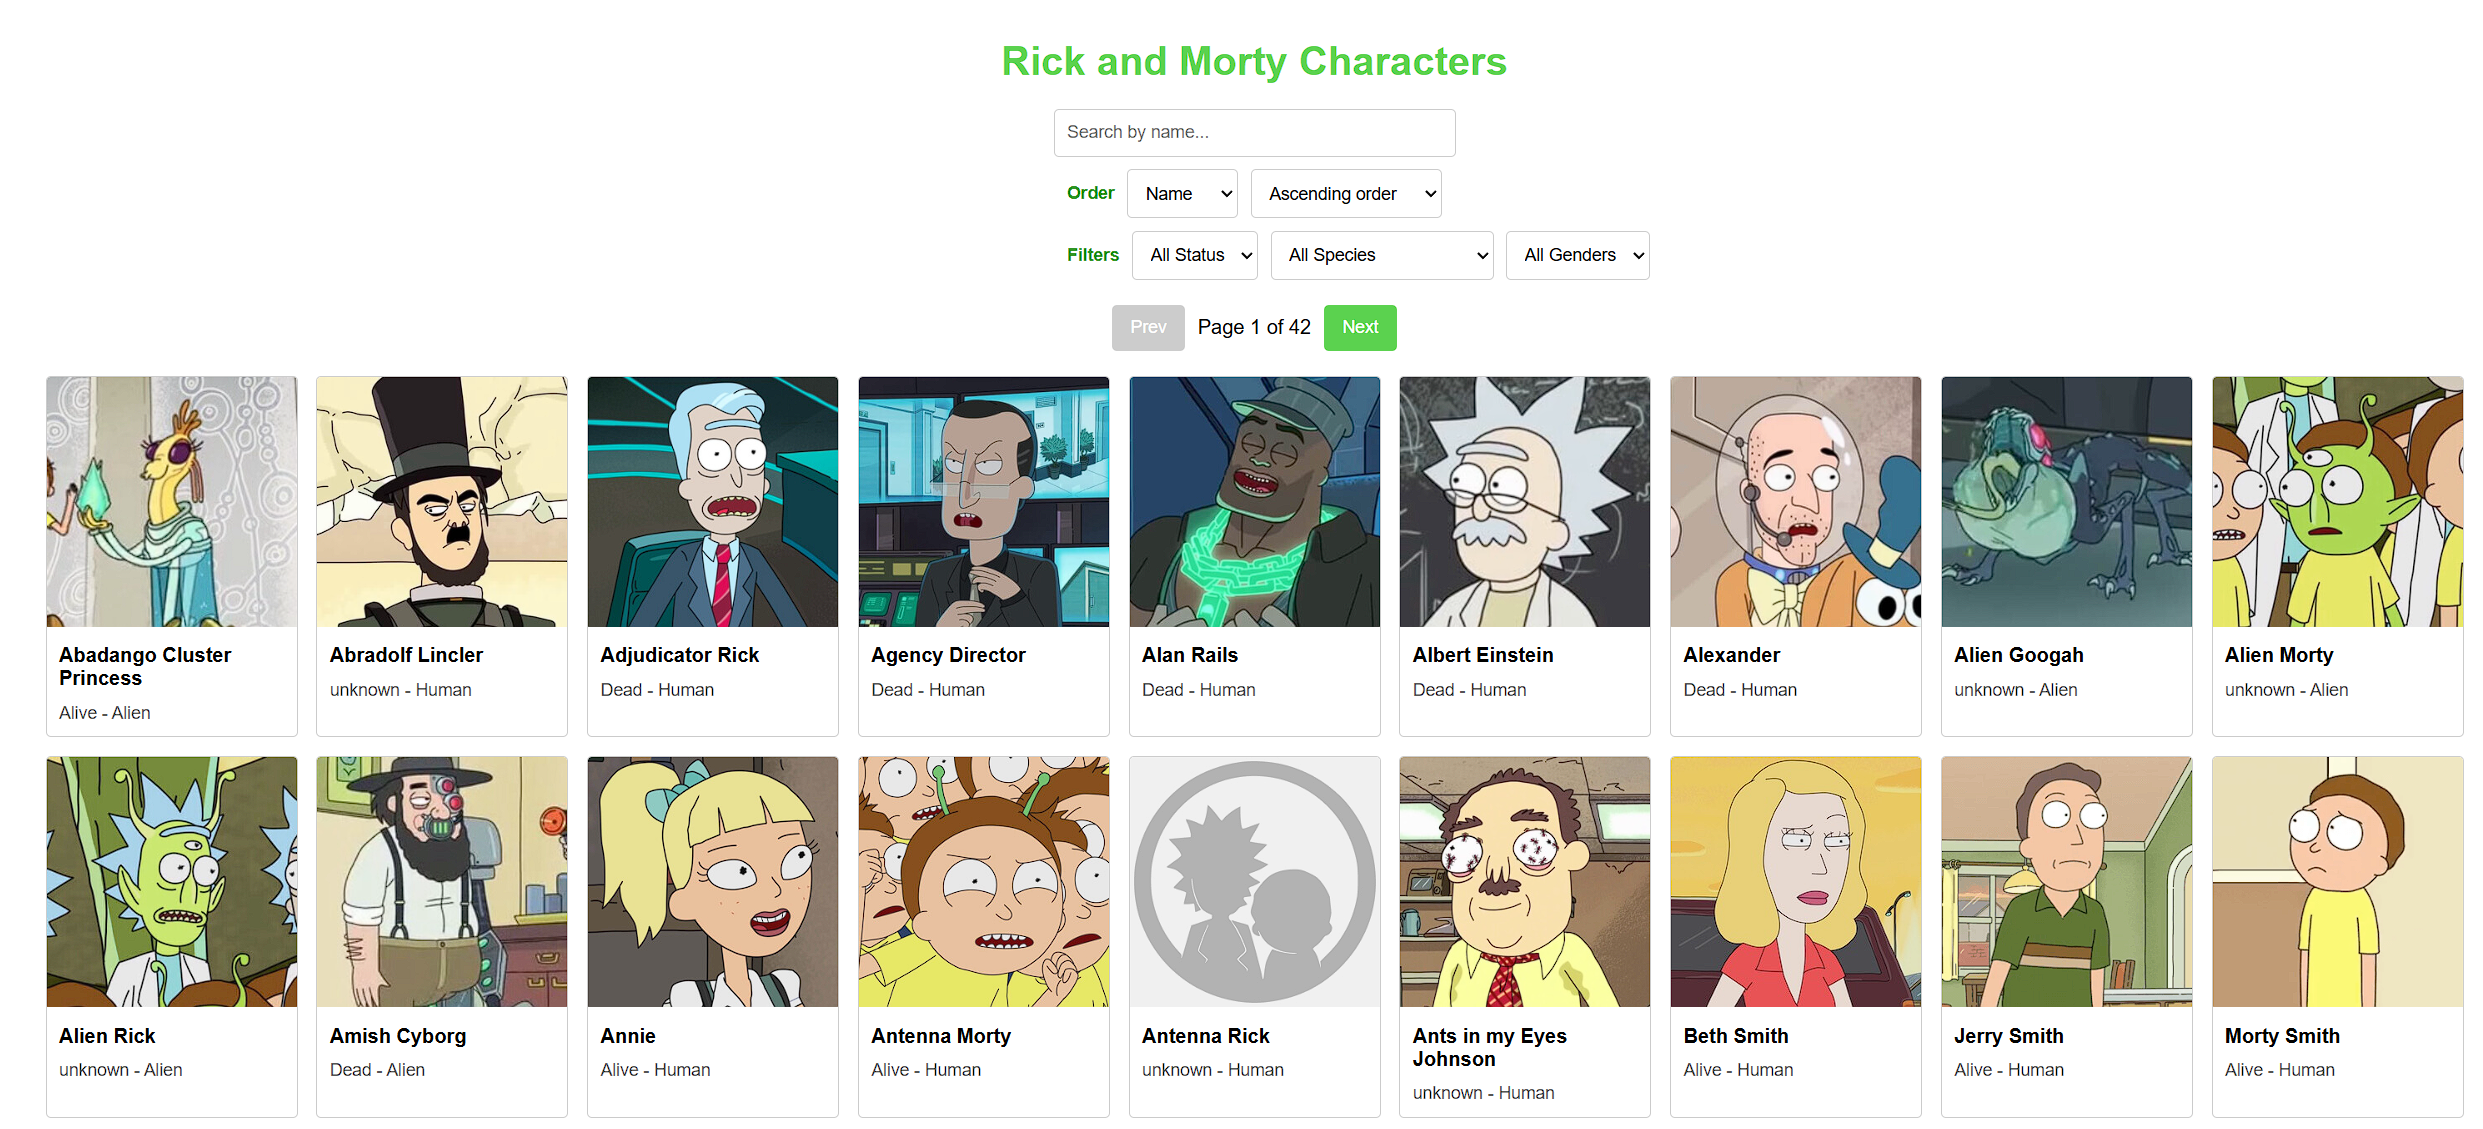 Rick and Morty Characters
Search by name...
Order Name Ascending order
Filters All Status All Species All Genders
Prev Page 1 of 42 Next
Abadango Cluster
Princess
Alive - Alien
Abradolf Lincler
unknown - Human
Adjudicator Rick
Dead - Human
Agency Director
Dead - Human
Alan Rails
Dead - Human
Albert Einstein
Dead - Human
Alexander
Dead - Human
Alien Googah
unknown - Alien
Alien Morty
unknown - Alien
Alien Rick
unknown - Alien
Amish Cyborg
Dead - Alien
Annie
Alive - Human
Antenna Morty
Alive - Human
Antenna Rick
unknown - Human
Ants in my Eyes
Johnson
unknown - Human
Beth Smith
Alive - Human
Jerry Smith
Alive - Human
Morty Smith
Alive - Human